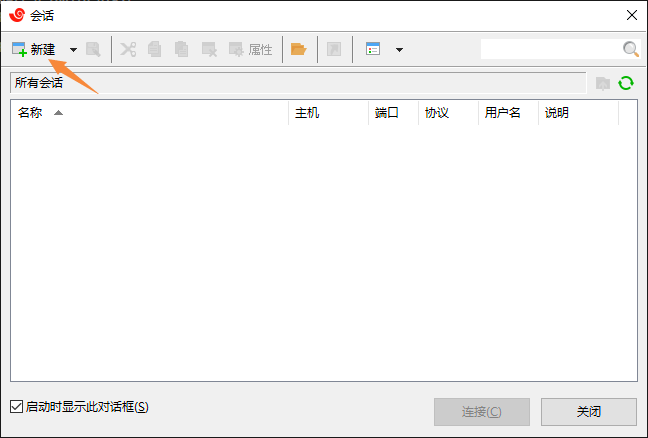 会话
新建 属性
所有会话
名称 主机 端口 协议 用户名 说明
启动时显示此对话框(S) 连接(C) 关闭